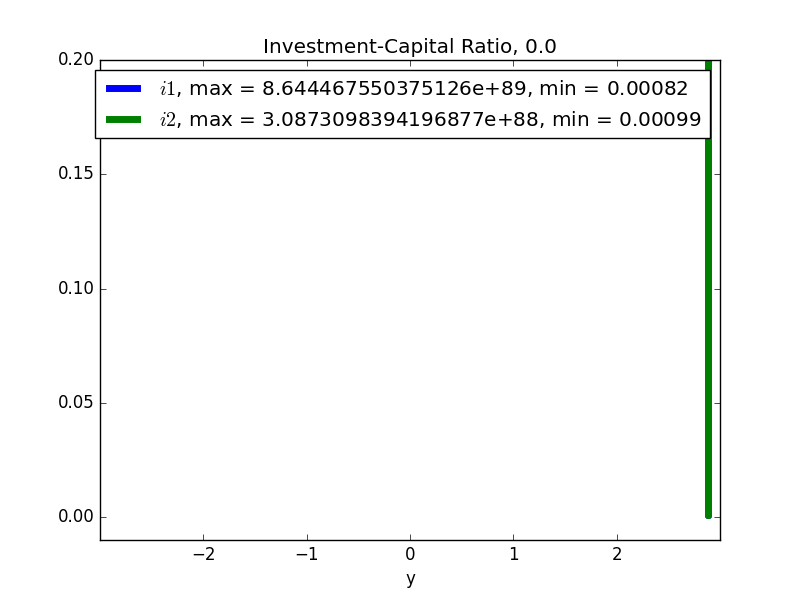 Investment-Capital Ratio, 0.0
0.20
i1, max = 8.644467550375126e+89, min = 0.00082
i2, max = 3.0873098394196877e+88, min = 0.00099
0.15
0.10
0.05
0.00
−2 −1 0 1 2
y